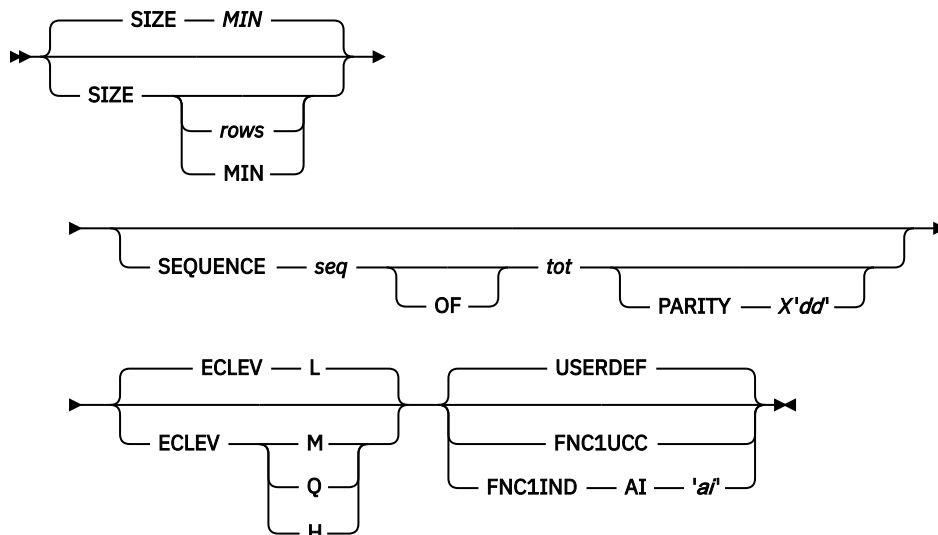 SIZE MIN
SIZE
rows
MIN
SEQUENCE seq tot
OF PARITY X'dd'
ECLEV L USERDEF
ECLEV M FNC1UCC
Q FNC1IND AI 'ai'
H